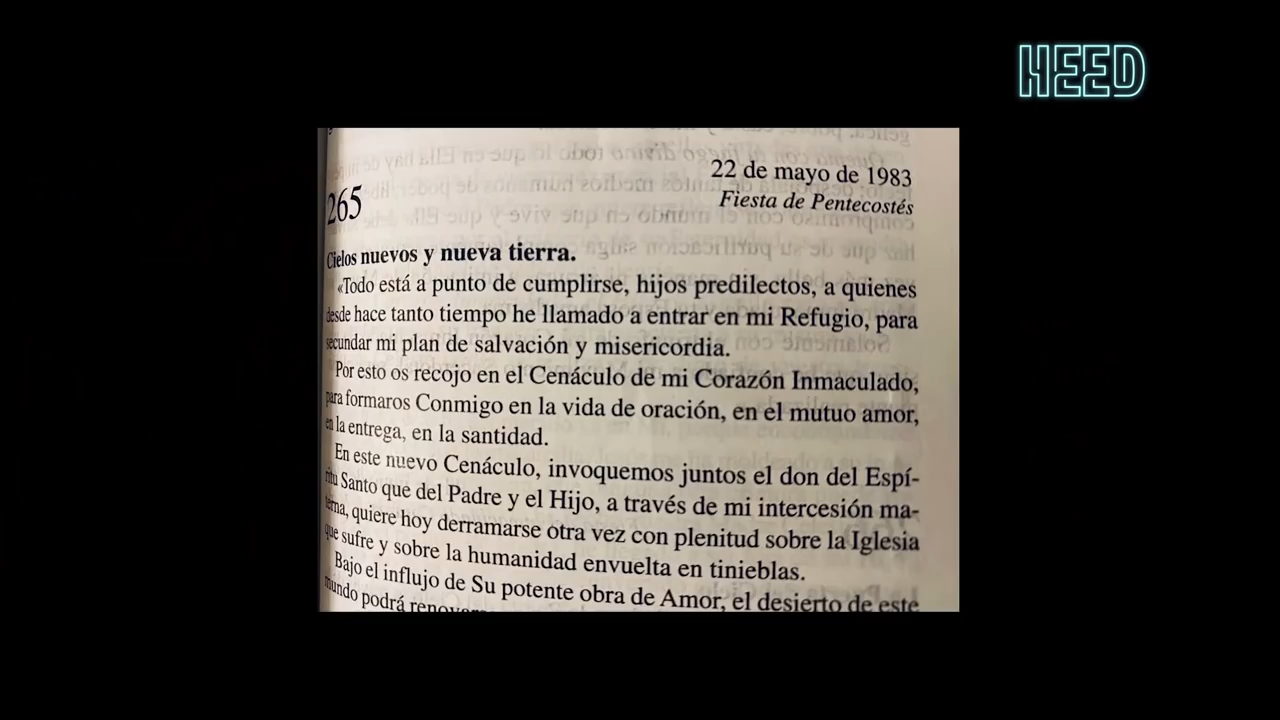 HEED
22 de mayo de 1983
Fiesta de Pentecostés
265
Cielos nuevos y nueva tierra.
«Todo está a punto de cumplirse, hijos predilectos, a quienes
desde hace tanto tiempo he llamado a entrar en mi Refugio, para
secundar mi plan de salvación y misericordia.
Por esto os recojo en el Cenáculo de mi Corazón Inmaculado,
para formaros Conmigo en la vida de oración, en el mutuo amor,
en la entrega, en la santidad.
En este nuevo Cenáculo, invoquemos juntos el don del Espí-
ritu Santo que del Padre y el Hijo, a través de mi intercesión ma-
terna, quiere hoy derramarse otra vez con plenitud sobre la Iglesia
que sufre y sobre la humanidad envuelta en tinieblas.
Bajo el influjo de Su potente obra de Amor, el desierto de este
mundo podrá